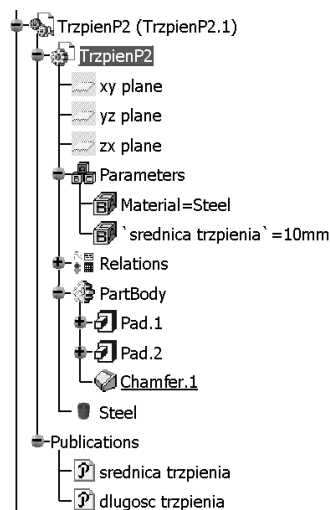 TrzpienP2 (TrzpienP2.1)
TrzpienP2
xy plane
yz plane
zx plane
Parameters
Material=Steel
`srednica trzpienia`=10mm
Relations
PartBody
Pad.1
Pad.2
Chamfer.1
Steel
Publications
srednica trzpienia
dlugosc trzpienia